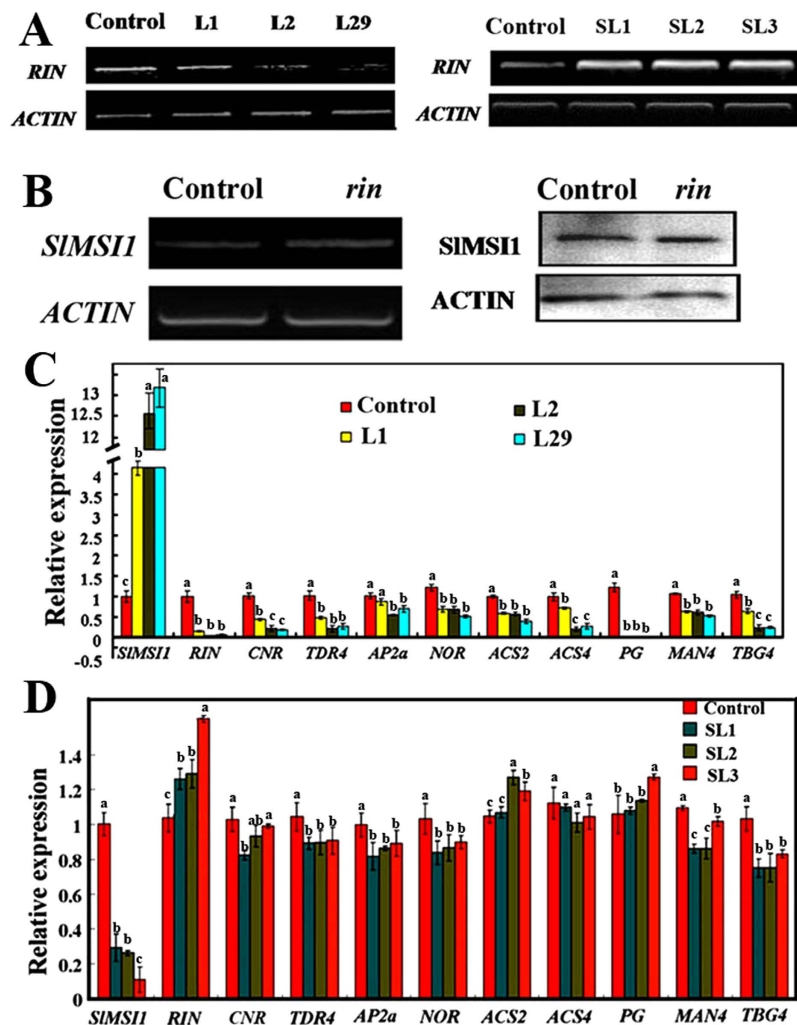 A
Control L1 L2 L29
RIN
ACTIN
Control SL1 SL2 SL3
RIN
ACTIN
B
Control rin
SlMSI1
ACTIN
Control rin
SlMSI1
ACTIN
C
Relative expression
13
12.5
12
4
3.5
3
2.5
2
1.5
1
0.5
0
-0.5
Control
L1
L2
L29
c b a a
a b b b
a b c c
a b b b
a a b b
a b b b
a b b b
a b c c
a b b b
a b b b
a b c c
SlMSI1 RIN CNR TDR4 AP2a NOR ACS2 ACS4 PG MAN4 TBG4
D
Relative expression
1.4
1.2
1
0.8
0.6
0.4
0.2
0
Control
SL1
SL2
SL3
a b b c
c b b a
a b ab a
a b b b
a b b b
a b b b
c c a b
a a a a
b b b a
a c c b
a b b b
SlMSI1 RIN CNR TDR4 AP2a NOR ACS2 ACS4 PG MAN4 TBG4